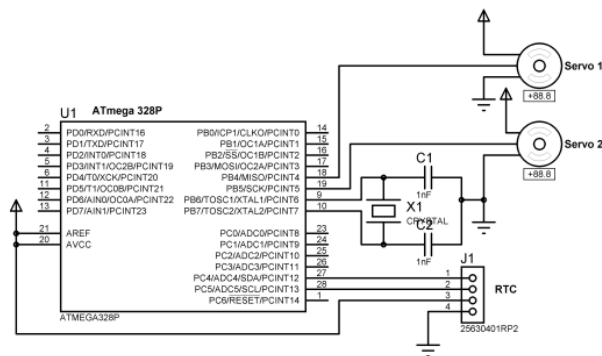 Servo 1
+88.8
Servo 2
+88.8
U1 ATmega 328P
2 PD0/RXD/PCINT16 PB0/ICP1/CLKO/PCINT0 14
3 PD1/TXD/PCINT17 PB1/OC1A/PCINT1 15
4 PD2/INT0/PCINT18 PB2/SS/OC1B/PCINT2 16
5 PD3/INT1/OC2B/PCINT19 PB3/MOSI/OC2A/PCINT3 17
6 PD4/T0/XCK/PCINT20 PB4/MISO/PCINT4 18
11 PD5/T1/OC0B/PCINT21 PB5/SCK/PCINT5 19
12 PD6/AIN0/OC0A/PCINT22 PB6/TOSC1/XTAL1/PCINT6 9
13 PD7/AIN1/PCINT23 PB7/TOSC2/XTAL2/PCINT7 10
21 AREF PC0/ADC0/PCINT8 23
20 AVCC PC1/ADC1/PCINT9 24
PC2/ADC2/PCINT10 25
PC3/ADC3/PCINT11 26
PC4/ADC4/SDA/PCINT12 27
PC5/ADC5/SCL/PCINT13 28
PC6/RESET/PCINT14 1
ATMEGA328P
C1
1nF
X1
CRYSTAL
C2
1nF
J1
1
2
3
4
RTC
25630401RP2